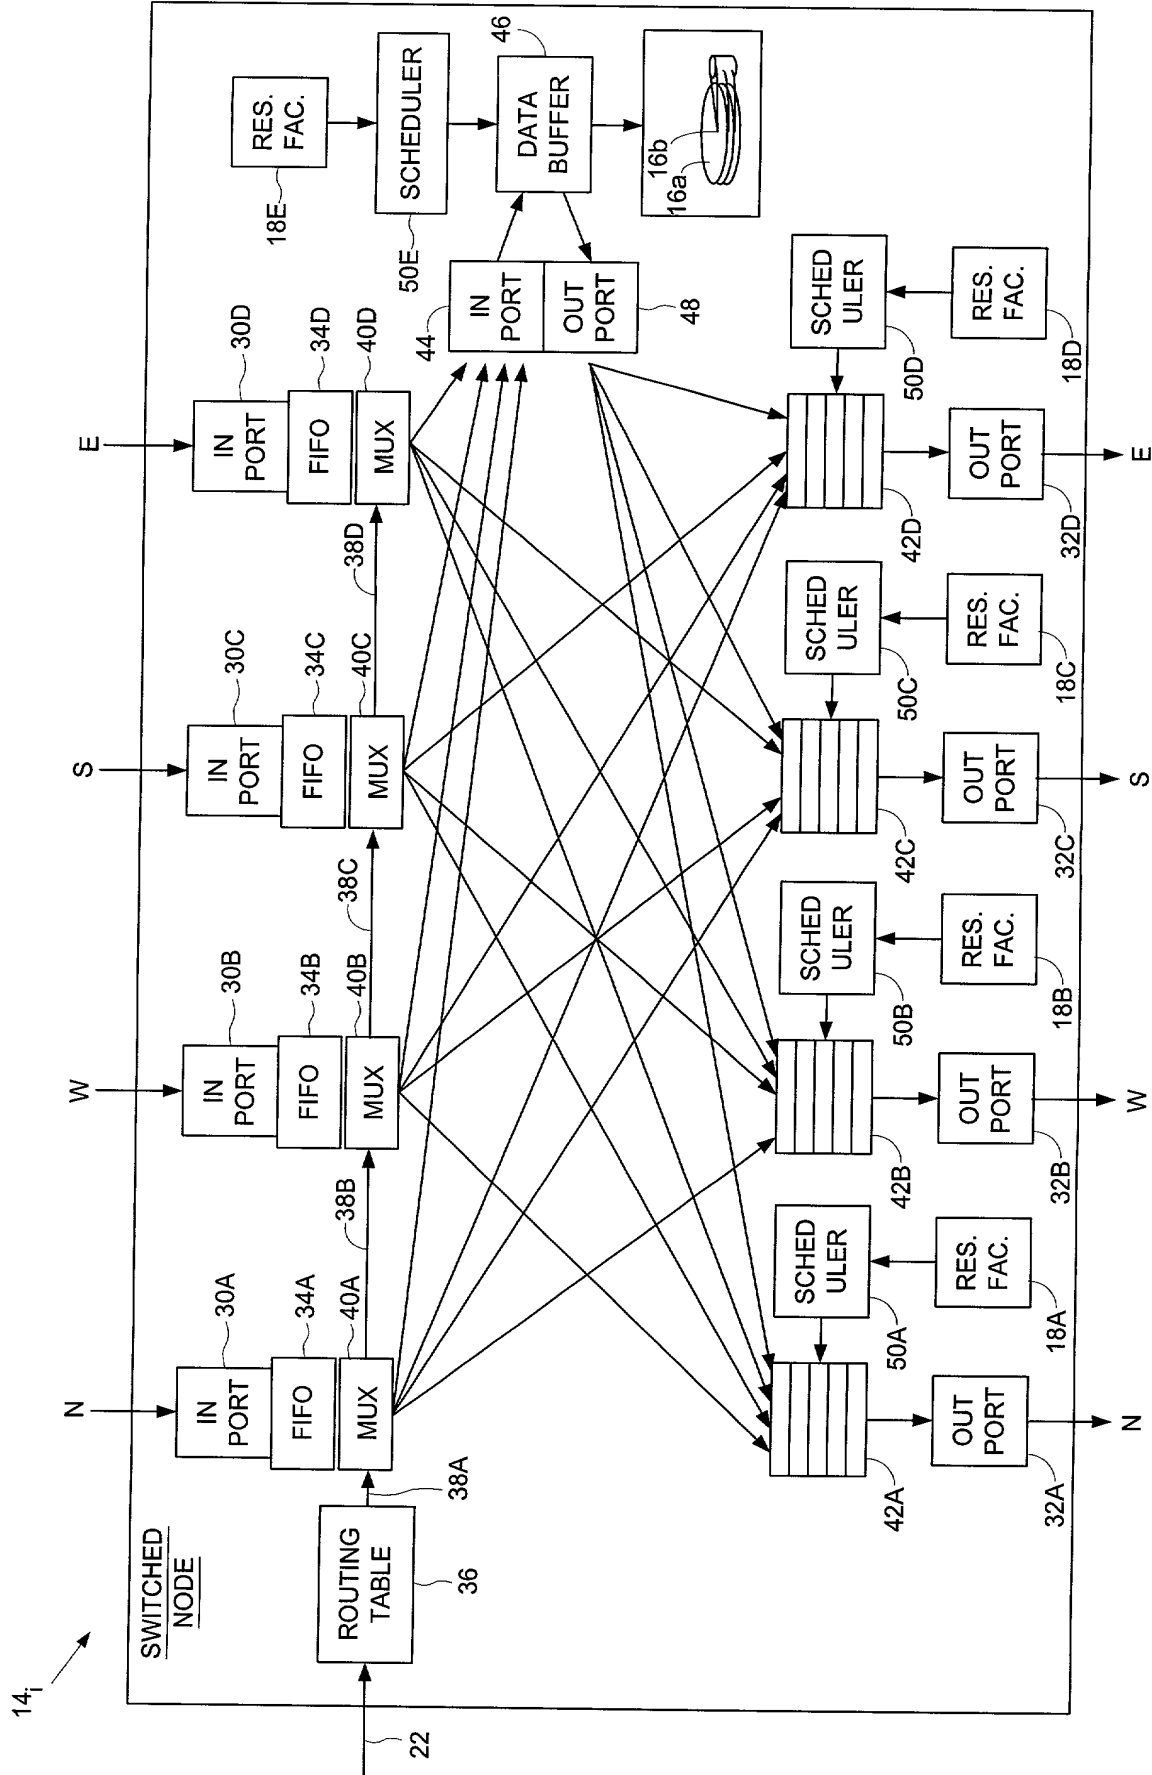 14i
SWITCHED
NODE
N
W
S
E
IN
PORT
30A
FIFO
34A
MUX
40A
IN
PORT
30B
FIFO
34B
MUX
40B
IN
PORT
30C
FIFO
34C
MUX
40C
IN
PORT
30D
FIFO
34D
MUX
40D
22
ROUTING
TABLE
36
38A
38B
38C
38D
RES.
FAC.
18E
SCHEDULER
50E
DATA
BUFFER
46
IN
PORT
44
OUT
PORT
48
16b
16a
SCHED
ULER
50A
RES.
FAC.
18A
42A
OUT
PORT
32A
SCHED
ULER
50B
RES.
FAC.
18B
42B
OUT
PORT
32B
SCHED
ULER
50C
RES.
FAC.
18C
42C
OUT
PORT
32C
SCHED
ULER
50D
RES.
FAC.
18D
42D
OUT
PORT
32D
N
W
S
E